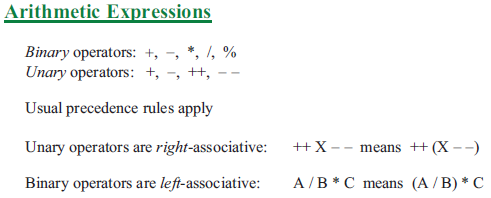 Arithmetic Expressions
Binary operators: +, –, *, /, %
Unary operators: +, –, ++, – –
Usual precedence rules apply
Unary operators are right-associative: ++ X – – means ++ (X – –)
Binary operators are left-associative: A / B * C means (A / B) * C